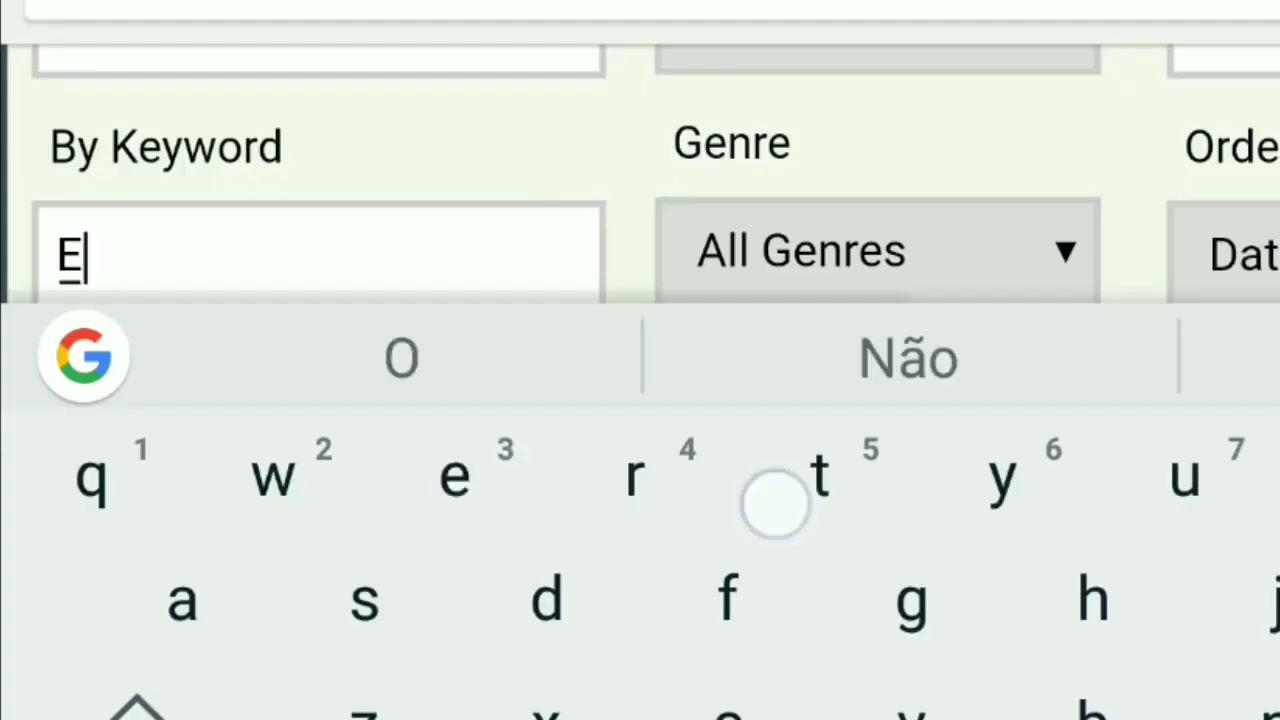 By Keyword Genre Orde
E All Genres ▼ Dat
G O Não
q 1 w 2 e 3 r 4 t 5 y 6 u 7
a s d f g h j
z x c v b